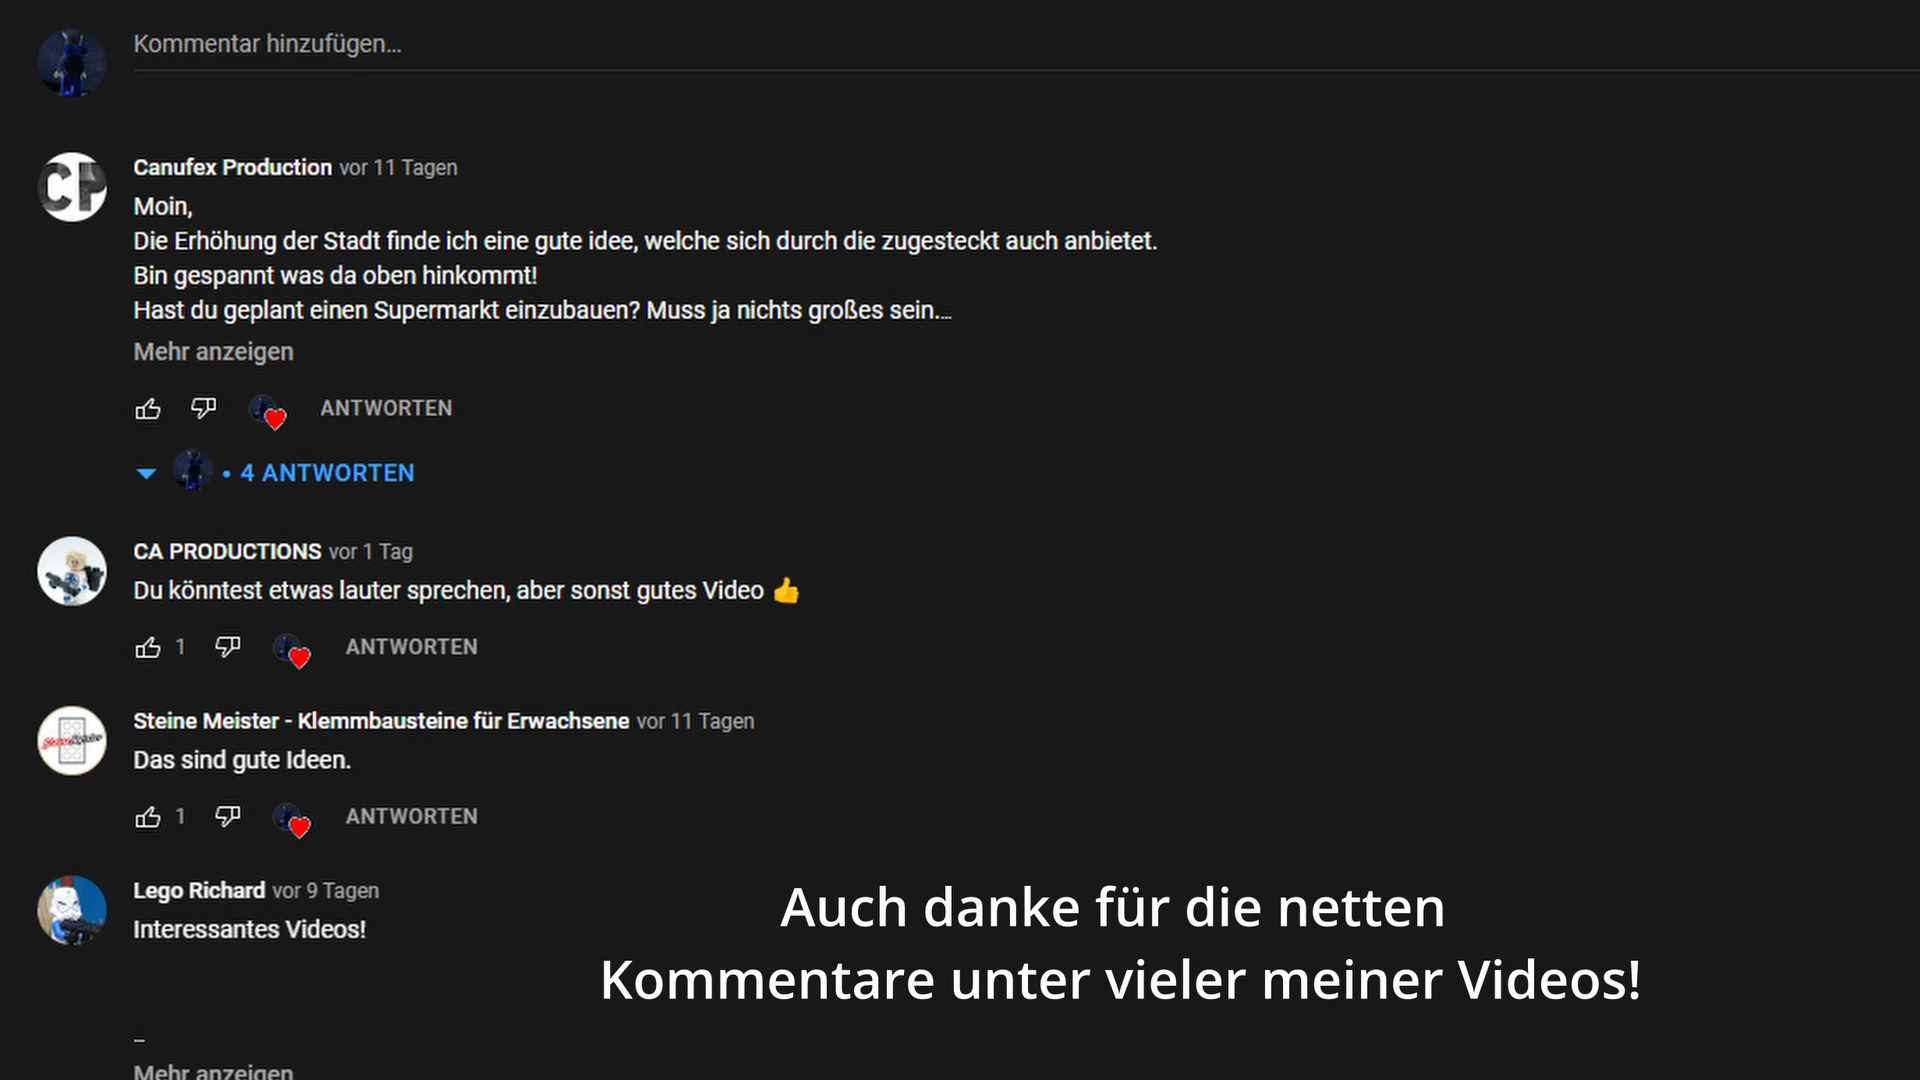 Kommentar hinzufügen...
CP
Canufex Production vor 11 Tagen
Moin,
Die Erhöhung der Stadt finde ich eine gute idee, welche sich durch die zugesteckt auch anbietet.
Bin gespannt was da oben hinkommt!
Hast du geplant einen Supermarkt einzubauen? Muss ja nichts großes sein....
Mehr anzeigen
ANTWORTEN
• 4 ANTWORTEN
CA PRODUCTIONS vor 1 Tag
Du könntest etwas lauter sprechen, aber sonst gutes Video 👍
1 ANTWORTEN
Steine Meister - Klemmbausteine für Erwachsene vor 11 Tagen
Das sind gute Ideen.
1 ANTWORTEN
Lego Richard vor 9 Tagen
Interessantes Videos!
Auch danke für die netten
Kommentare unter vieler meiner Videos!
...
Mehr anzeigen